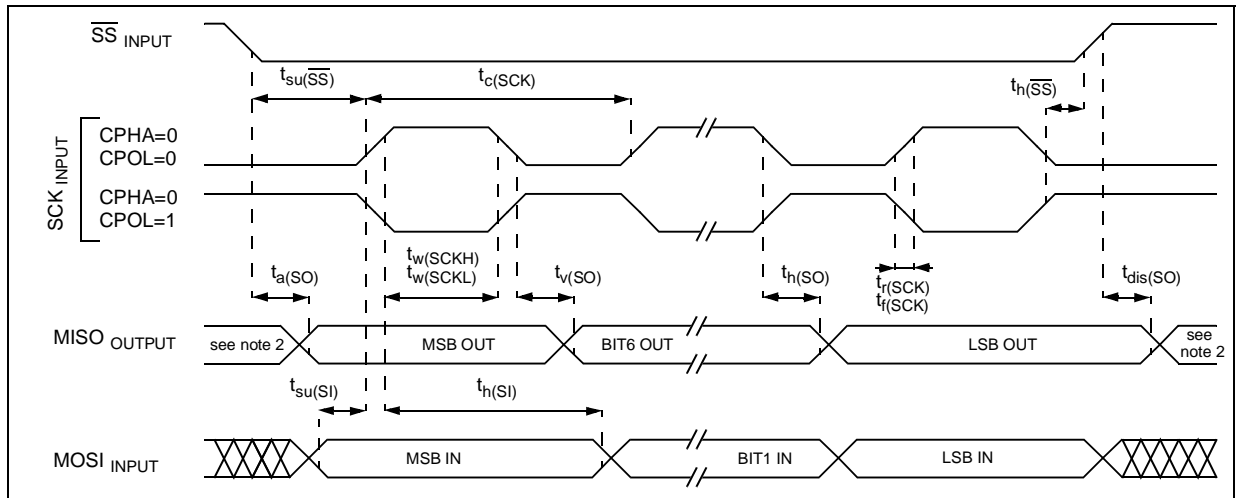 SS INPUT
tsu(SS)
tc(SCK)
th(SS)
SCK INPUT
CPHA=0
CPOL=0
CPHA=0
CPOL=1
ta(SO)
tw(SCKH)
tw(SCKL)
tv(SO)
th(SO)
tr(SCK)
tf(SCK)
tdis(SO)
MISO OUTPUT
see note 2
MSB OUT
BIT6 OUT
LSB OUT
see
note 2
tsu(SI)
th(SI)
MOSI INPUT
MSB IN
BIT1 IN
LSB IN